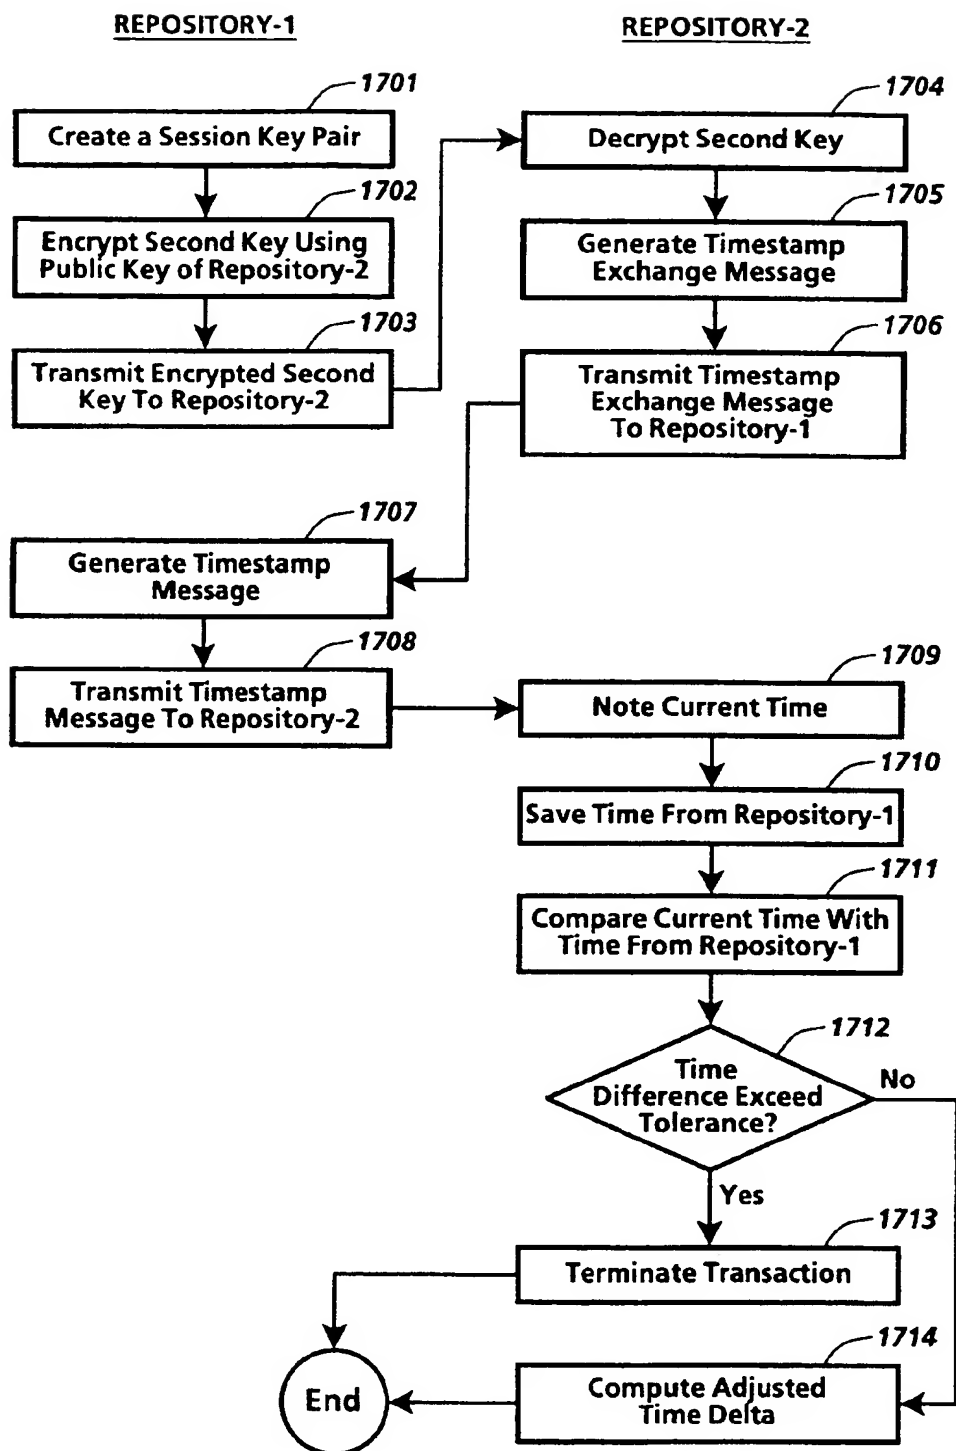 REPOSITORY-1
REPOSITORY-2
1701
Create a Session Key Pair
1702
Encrypt Second Key Using
Public Key of Repository-2
1703
Transmit Encrypted Second
Key To Repository-2
1704
Decrypt Second Key
1705
Generate Timestamp
Exchange Message
1706
Transmit Timestamp
Exchange Message
To Repository-1
1707
Generate Timestamp
Message
1708
Transmit Timestamp
Message To Repository-2
1709
Note Current Time
1710
Save Time From Repository-1
1711
Compare Current Time With
Time From Repository-1
1712
Time
Difference Exceed
Tolerance?
No
Yes
1713
Terminate Transaction
1714
Compute Adjusted
Time Delta
End